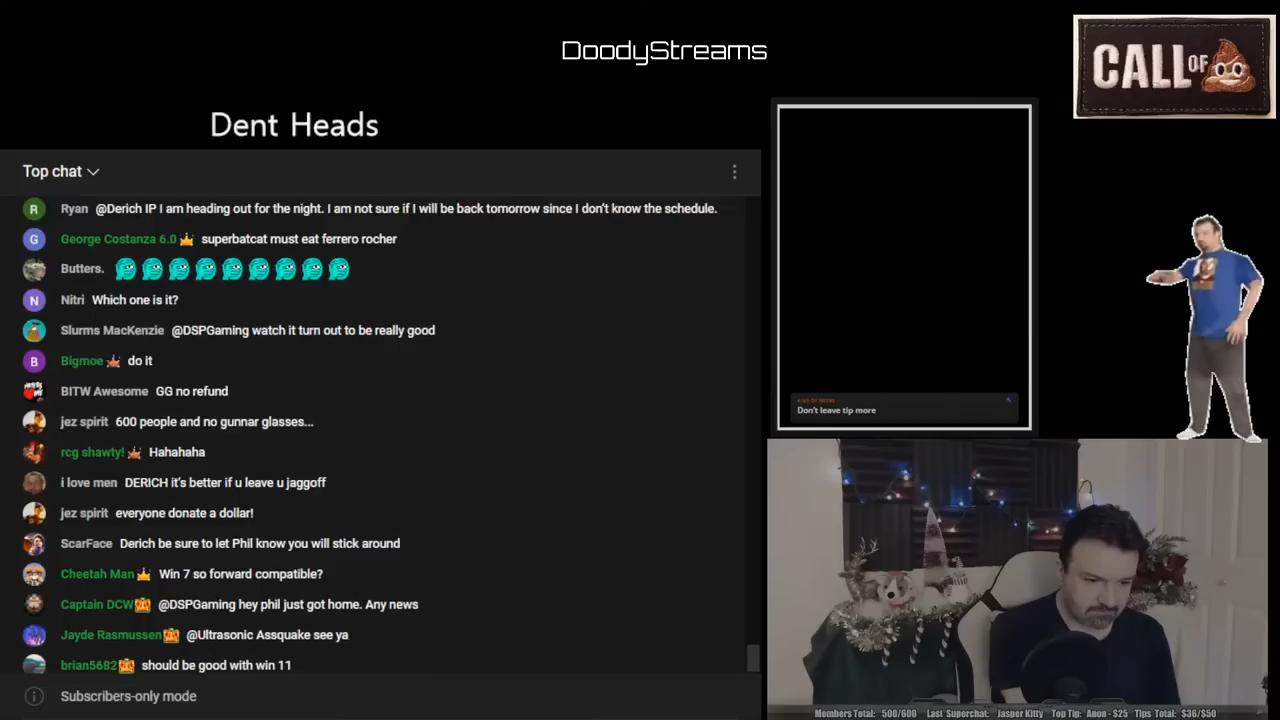 DoodyStreams
CALL OF
Dent Heads
Top chat
R Ryan @Derich IP I am heading out for the night. I am not sure if I will be back tomorrow since I don't know the schedule.
G George Costanza 6.0 superbatcat must eat ferrero rocher
Butters.
N Nitri Which one is it?
Slurms MacKenzie @DSPGaming watch it turn out to be really good
B Bigmoe do it
BITW Awesome GG no refund
jez spirit 600 people and no gunnar glasses...
rcg shawty! Hahahaha
i love men DERICH it's better if u leave u jaggoff
jez spirit everyone donate a dollar!
ScarFace Derich be sure to let Phil know you will stick around
Cheetah Man Win 7 so forward compatible?
Captain DCW @DSPGaming hey phil just got home. Any news
Jayde Rasmussen @Ultrasonic Assquake see ya
brian5682 should be good with win 11
Subscribers-only mode
Don't leave tip more
Members Total: 500/600 Last Superchat: Jasper Kitty Top Tip: Anon - $25 Tips Total: $36/$50